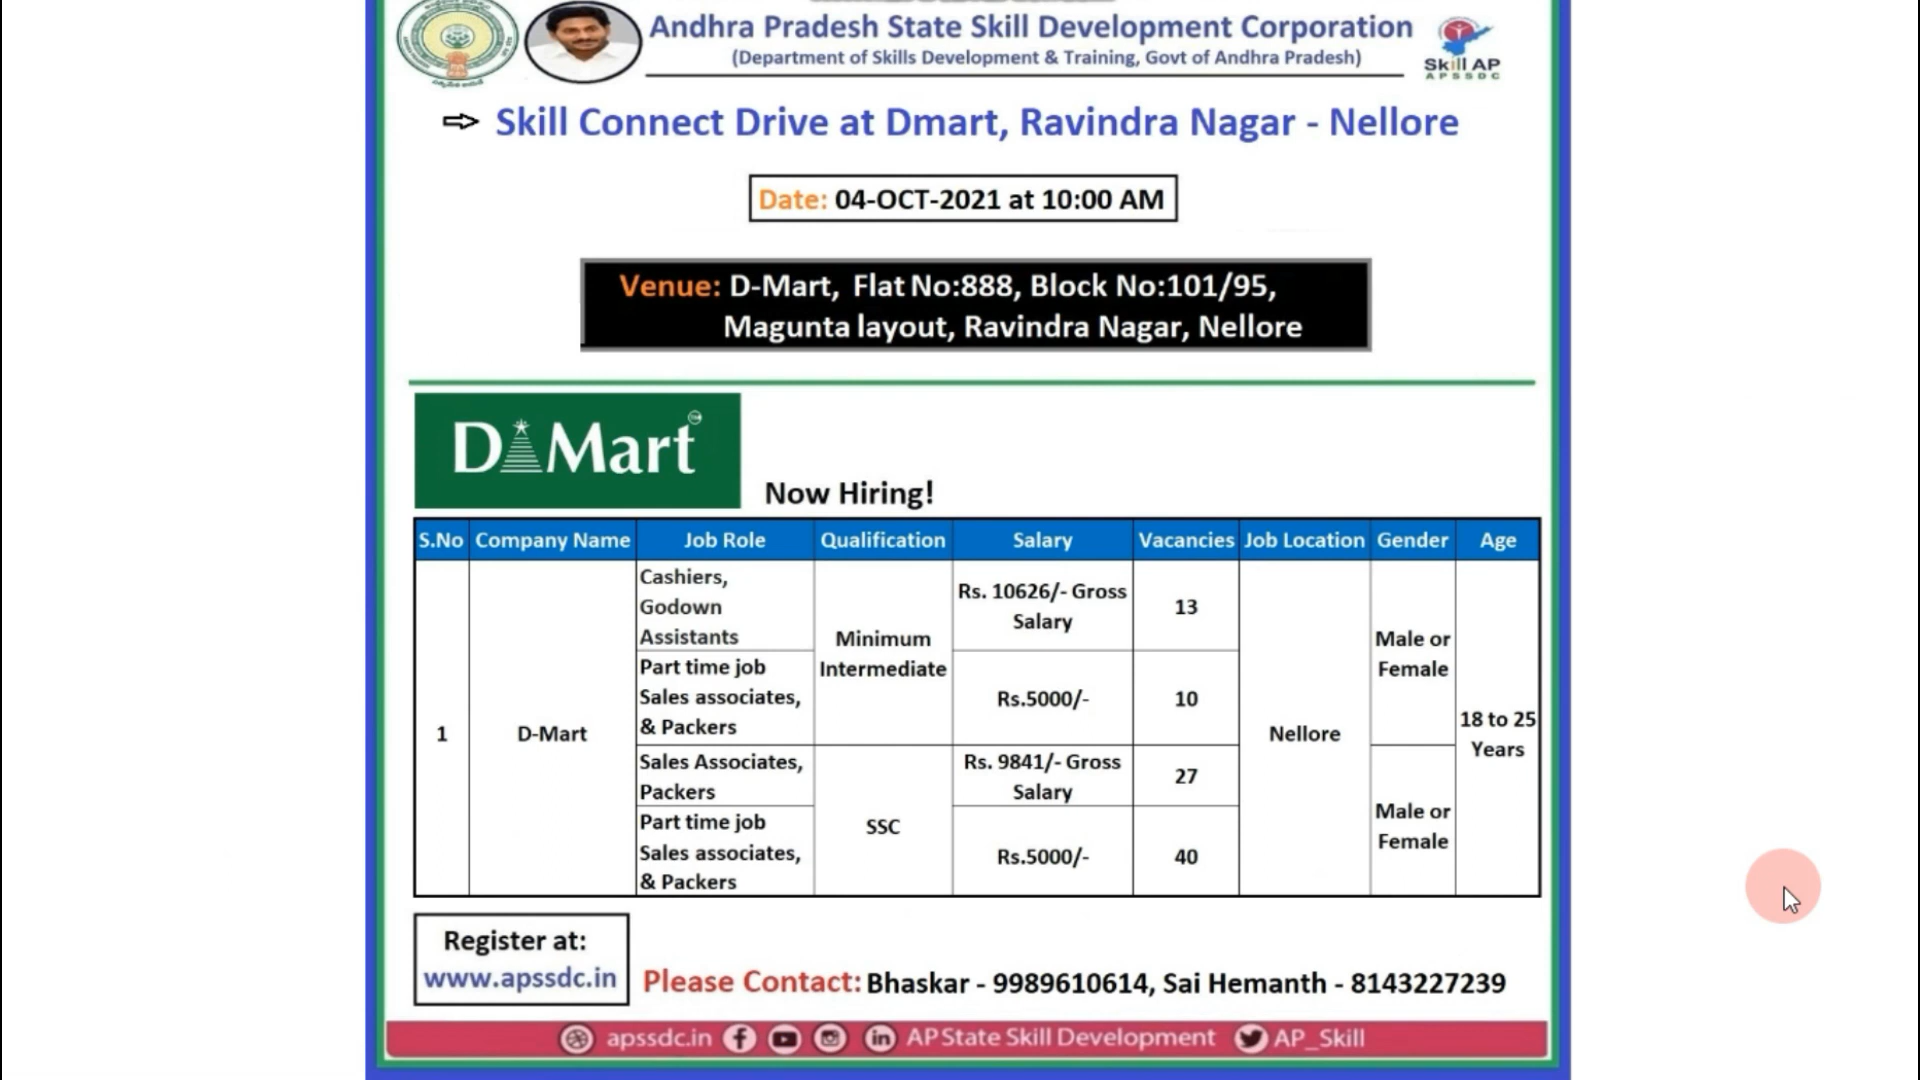 Andhra Pradesh State Skill Development Corporation
(Department of Skills Development & Training, Govt of Andhra Pradesh)
Skill AP
APSSDC
⇨ Skill Connect Drive at Dmart, Ravindra Nagar - Nellore
Date: 04-OCT-2021 at 10:00 AM
Venue: D-Mart, Flat No:888, Block No:101/95,
Magunta layout, Ravindra Nagar, Nellore
D Mart
Now Hiring!
S.No Company Name Job Role Qualification Salary Vacancies Job Location Gender Age
1
D-Mart
Cashiers,
Godown
Assistants
Part time job
Sales associates,
& Packers
Sales Associates,
Packers
Part time job
Sales associates,
& Packers
Minimum
Intermediate
SSC
Rs. 10626/- Gross
Salary
Rs.5000/-
Rs. 9841/- Gross
Salary
Rs.5000/-
13
10
27
40
Nellore
Male or
Female
Male or
Female
18 to 25
Years
Register at:
www.apssdc.in
Please Contact: Bhaskar - 9989610614, Sai Hemanth - 8143227239
apssdc.in AP State Skill Development AP_Skill